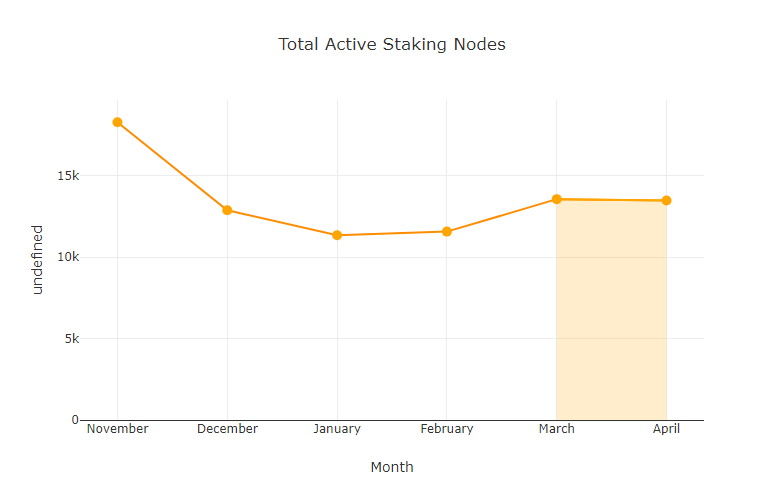 Total Active Staking Nodes
undefined
15k
10k
5k
0
November December January February March April
Month